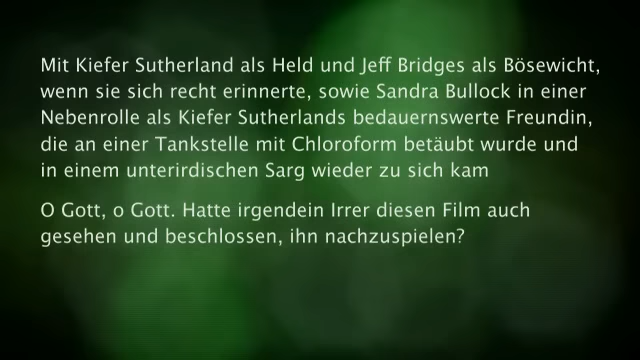 Mit Kiefer Sutherland als Held und Jeff Bridges als Bösewicht,
wenn sie sich recht erinnerte, sowie Sandra Bullock in einer
Nebenrolle als Kiefer Sutherlands bedauernswerte Freundin,
die an einer Tankstelle mit Chloroform betäubt wurde und
in einem unterirdischen Sarg wieder zu sich kam
O Gott, o Gott. Hatte irgendein Irrer diesen Film auch
gesehen und beschlossen, ihn nachzuspielen?